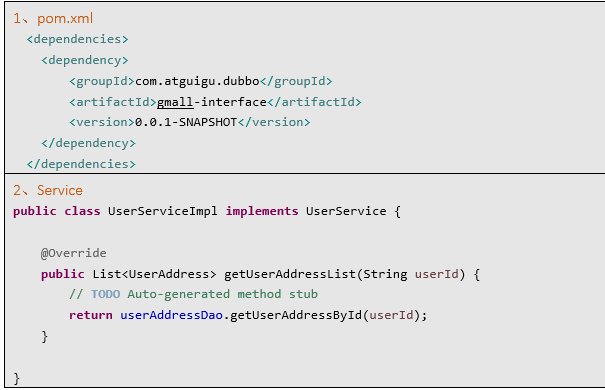 1、pom.xml
<dependencies>
<dependency>
<groupId>com.atguigu.dubbo</groupId>
<artifactId>gmall-interface</artifactId>
<version>0.0.1-SNAPSHOT</version>
</dependency>
</dependencies>
2、Service
public class UserServiceImpl implements UserService {
@Override
public List<UserAddress> getUserAddressList(String userId) {
// TODO Auto-generated method stub
return userAddressDao.getUserAddressById(userId);
}
}